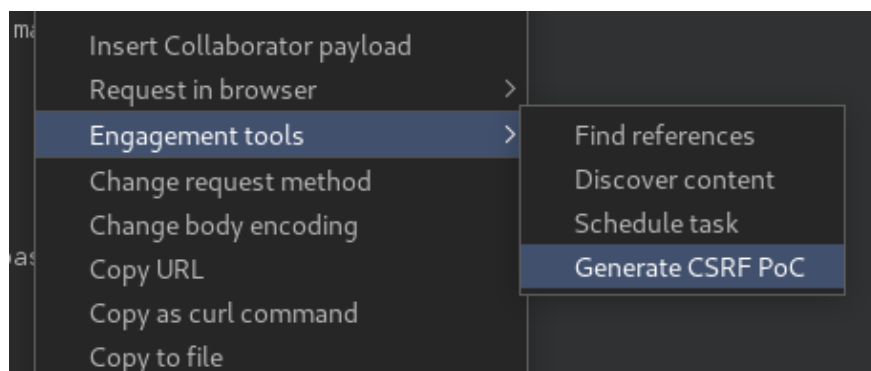 ma
Insert Collaborator payload
Request in browser >
Engagement tools >
Change request method
Change body encoding
Copy URL
Copy as curl command
Copy to file
Find references
Discover content
Schedule task
Generate CSRF PoC